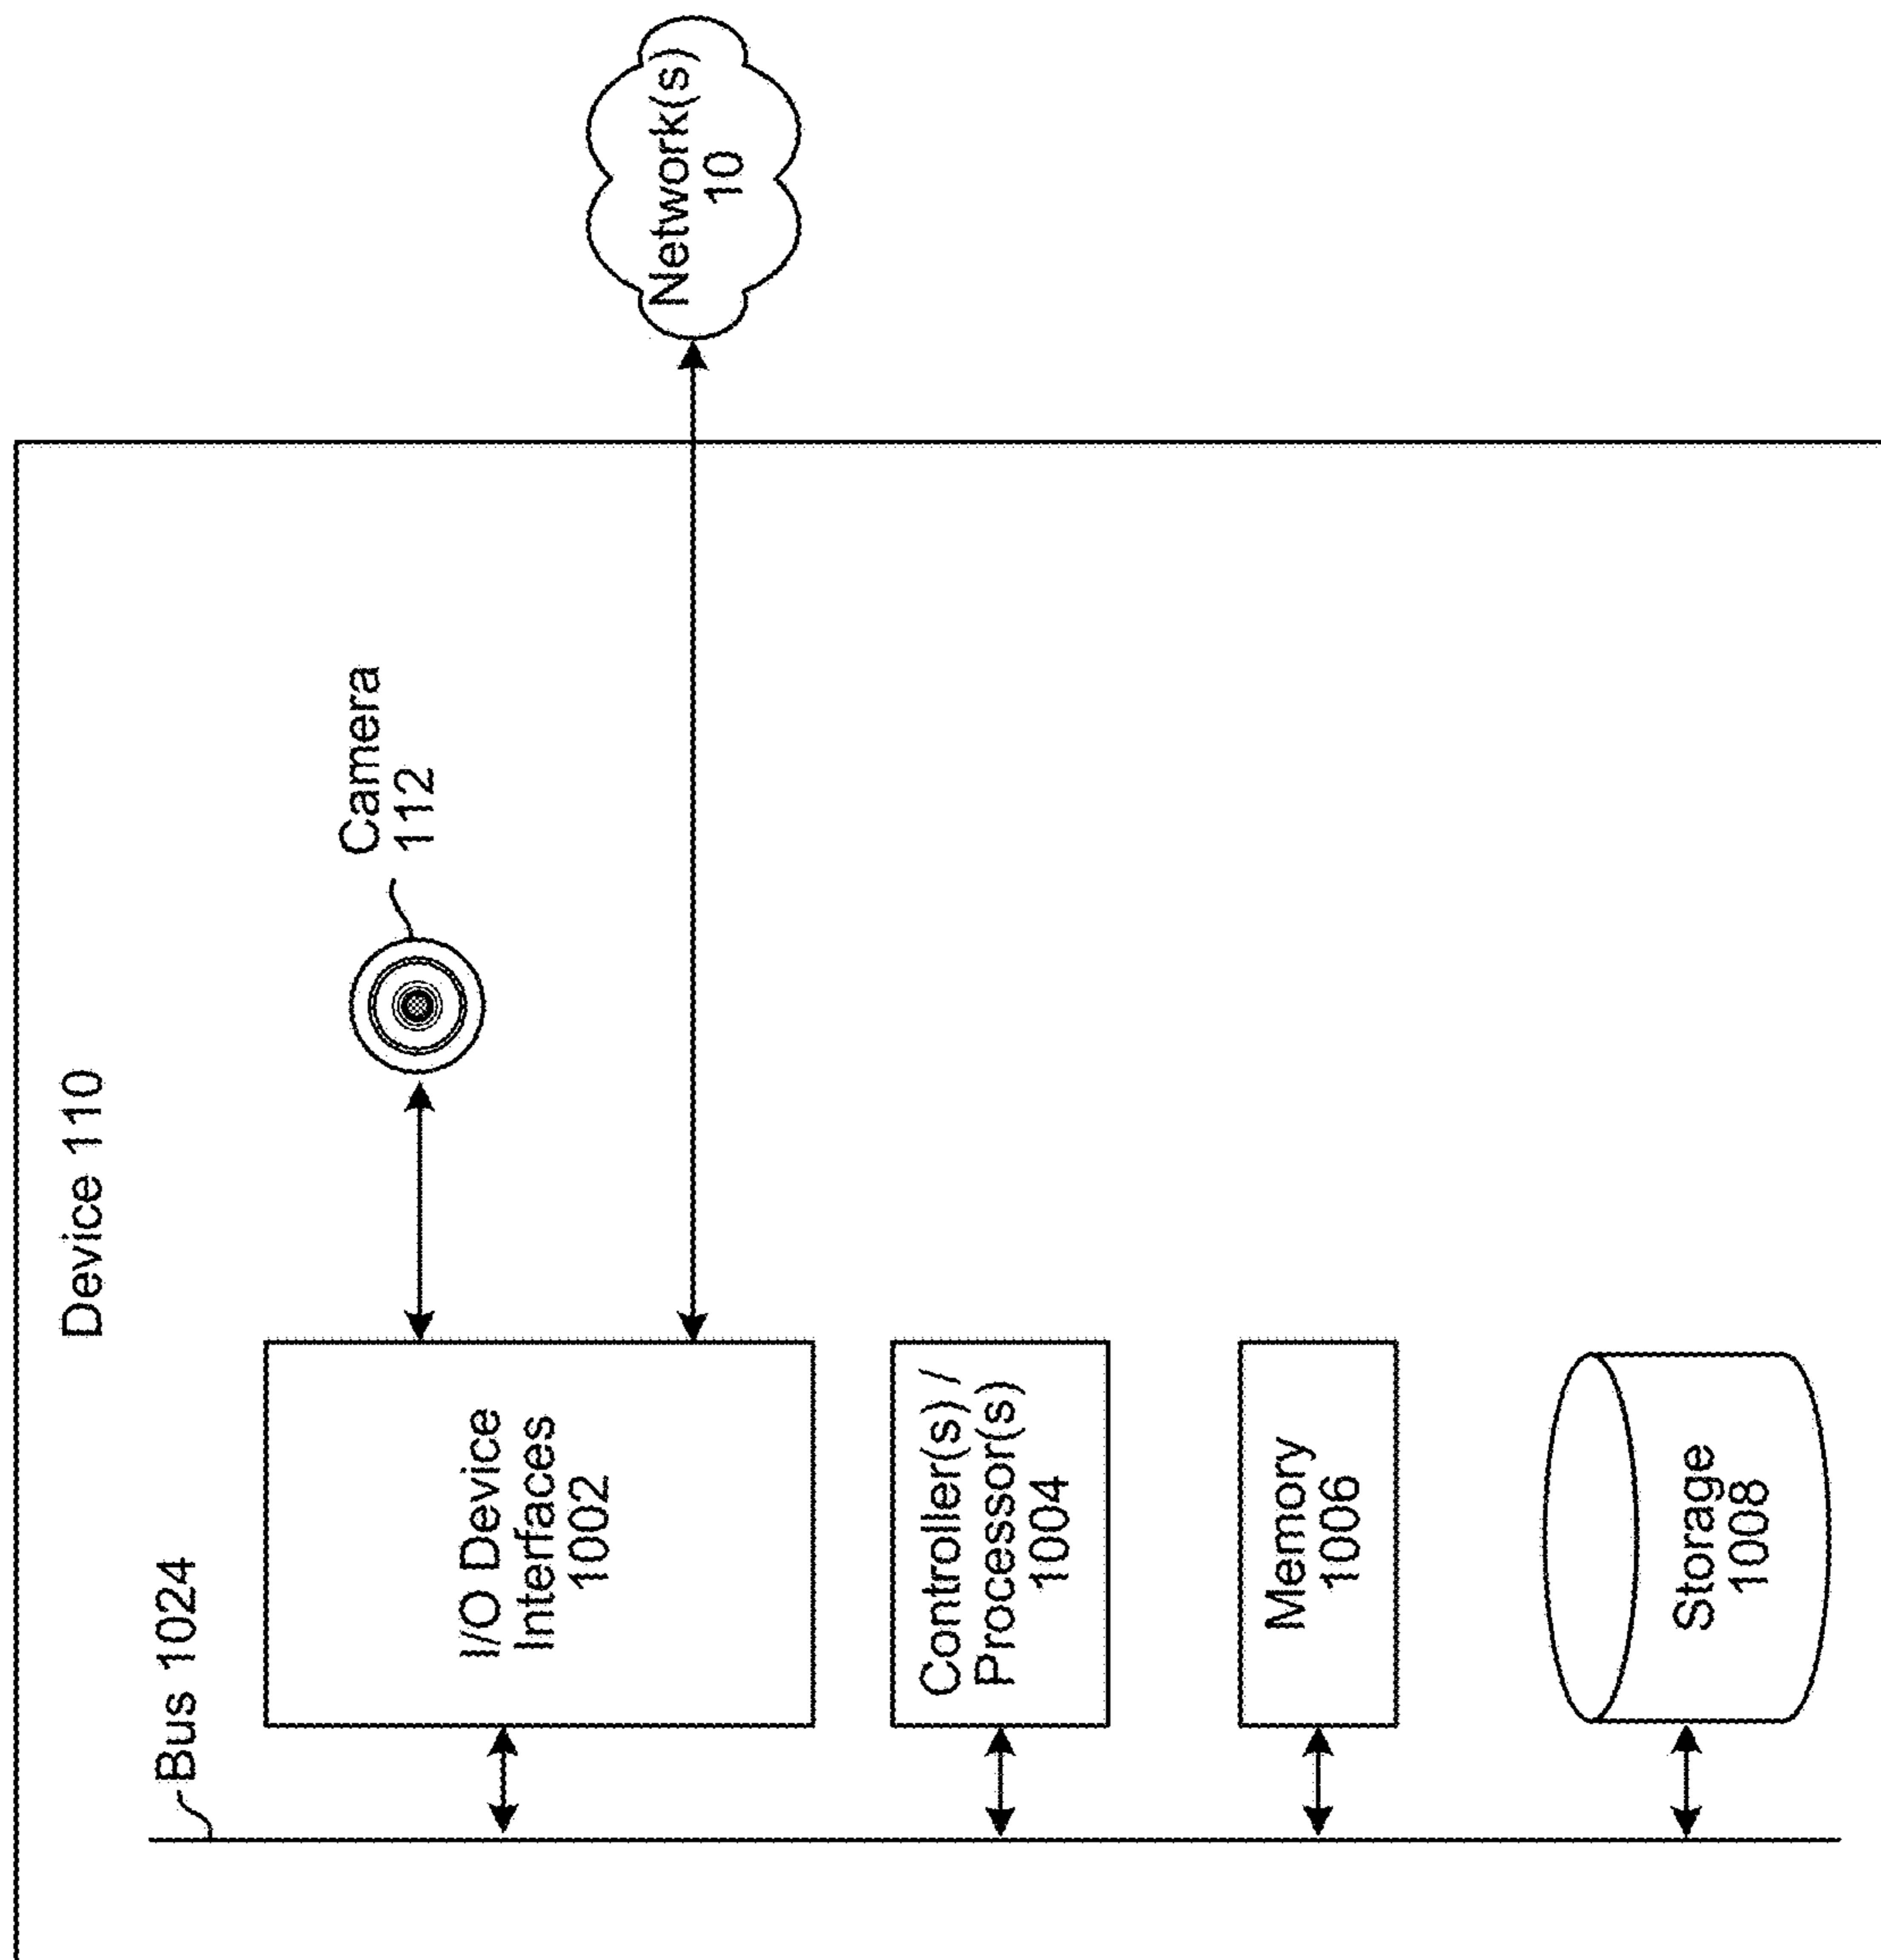 Device 110
Bus 1024
I/O Device
Interfaces
1002
Camera
112
Network(s)
10
Controller(s) /
Processor(s)
1004
Memory
1006
Storage
1008